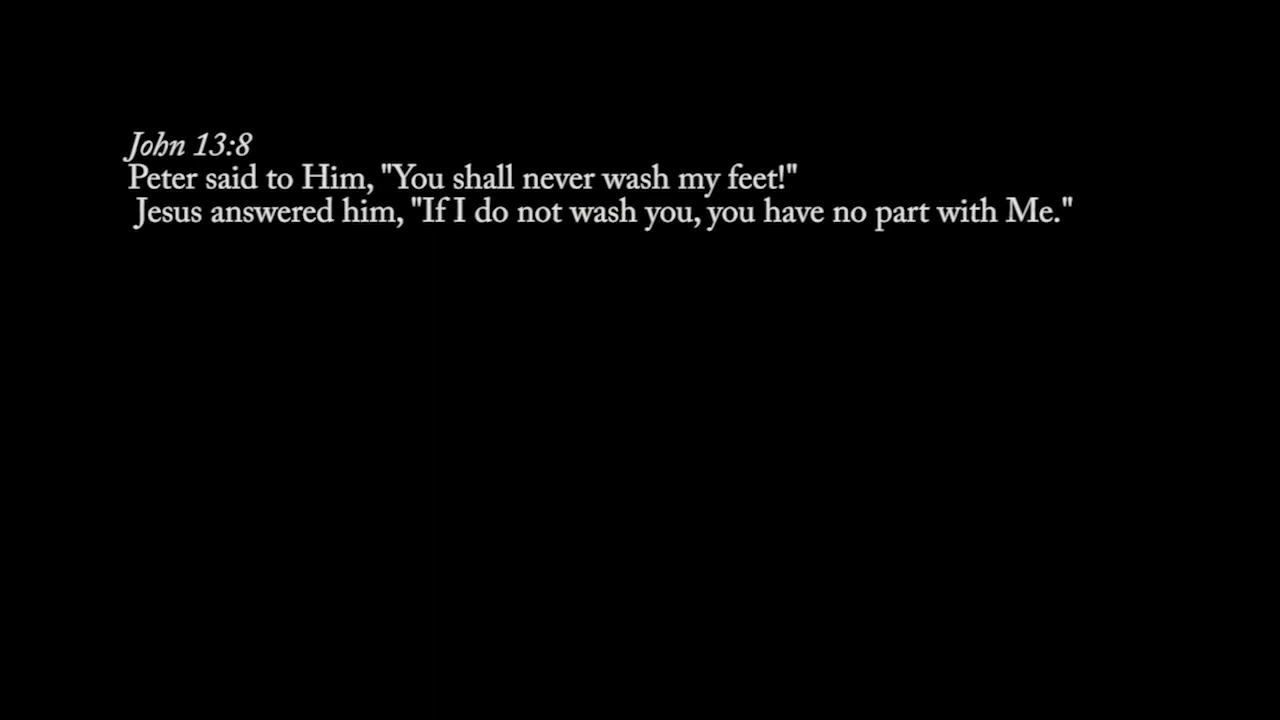 John 13:8
Peter said to Him, "You shall never wash my feet!"
Jesus answered him, "If I do not wash you, you have no part with Me."